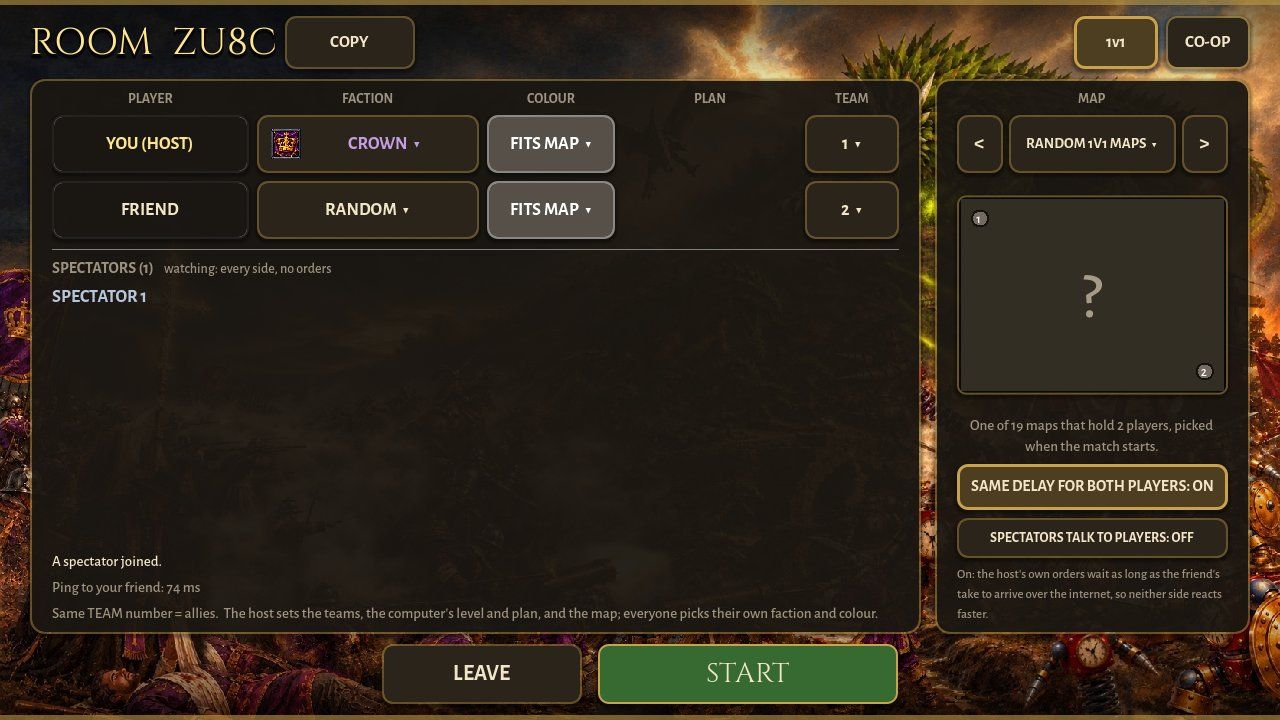 ROOM ZU8C
COPY
1v1
CO-OP
PLAYER
FACTION
COLOUR
PLAN
TEAM
YOU (HOST)
CROWN
FITS MAP
1
FRIEND
RANDOM
FITS MAP
2
SPECTATORS (1) watching: every side, no orders
SPECTATOR 1
A spectator joined.
Ping to your friend: 74 ms
Same TEAM number = allies. The host sets the teams, the computer's level and plan, and the map; everyone picks their own faction and colour.
MAP
<
RANDOM 1V1 MAPS
>
1
?
2
One of 19 maps that hold 2 players, picked
when the match starts.
SAME DELAY FOR BOTH PLAYERS: ON
SPECTATORS TALK TO PLAYERS: OFF
On: the host's own orders wait as long as the friend's
take to arrive over the internet, so neither side reacts
faster.
LEAVE
START